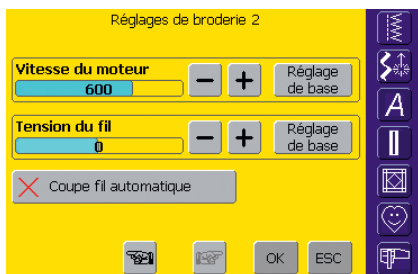 Réglages de broderie 2
Vitesse du moteur
600
− +
Réglage
de base
Tension du fil
0
− +
Réglage
de base
Coupe fil automatique
OK
ESC
A